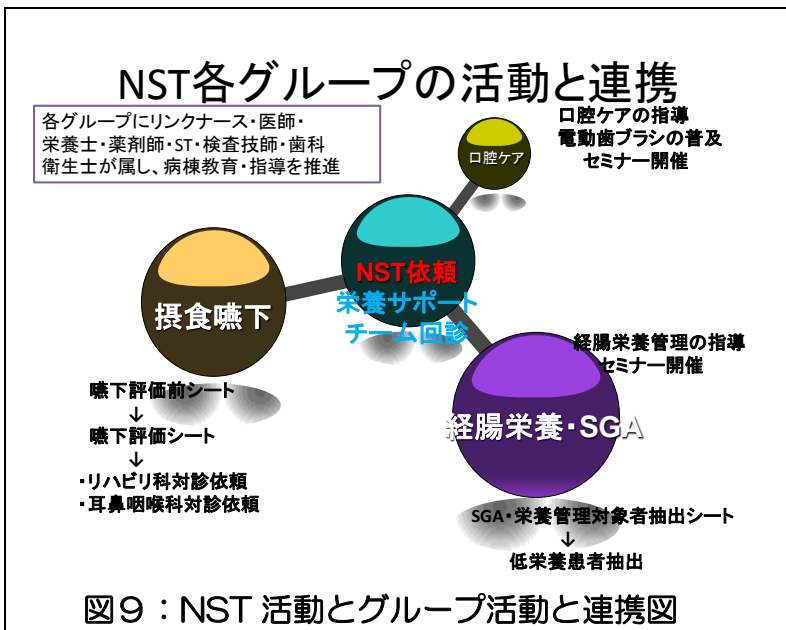 NST各グループの活動と連携
各グループにリンクナース・医師・
栄養士・薬剤師・ST・検査技師・歯科
衛生士が属し、病棟教育・指導を推進
口腔ケアの指導
電動歯ブラシの普及
セミナー開催
口腔ケア
NST依頼
栄養サポート
チーム回診
摂食嚥下
経腸栄養管理の指導
セミナー開催
経腸栄養・SGA
嚥下評価前シート
↓
嚥下評価シート
↓
・リハビリ科対診依頼
・耳鼻咽喉科対診依頼
SGA・栄養管理対象者抽出シート
↓
低栄養患者抽出
図９：NST 活動とグループ活動と連携図